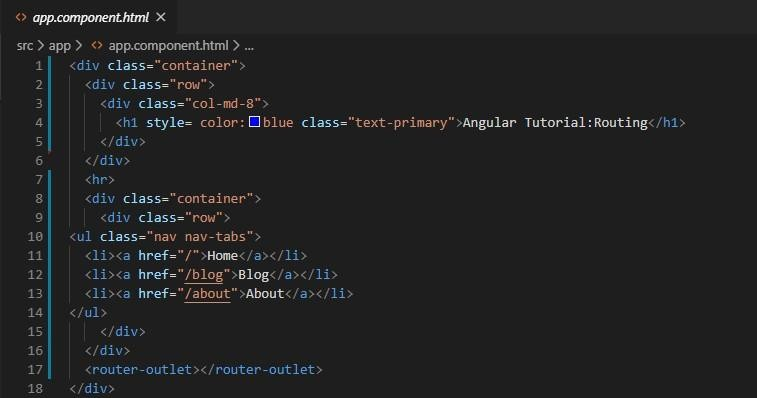 <> app.component.html ×
src > app > <> app.component.html > ...
1 <div class="container">
2 <div class="row">
3 <div class="col-md-8">
4 <h1 style= color:blue class="text-primary">Angular Tutorial:Routing</h1>
5 </div>
6 </div>
7 <hr>
8 <div class="container">
9 <div class="row">
10 <ul class="nav nav-tabs">
11 <li><a href="/">Home</a></li>
12 <li><a href="/blog">Blog</a></li>
13 <li><a href="/about">About</a></li>
14 </ul>
15 </div>
16 </div>
17 <router-outlet></router-outlet>
18 </div>